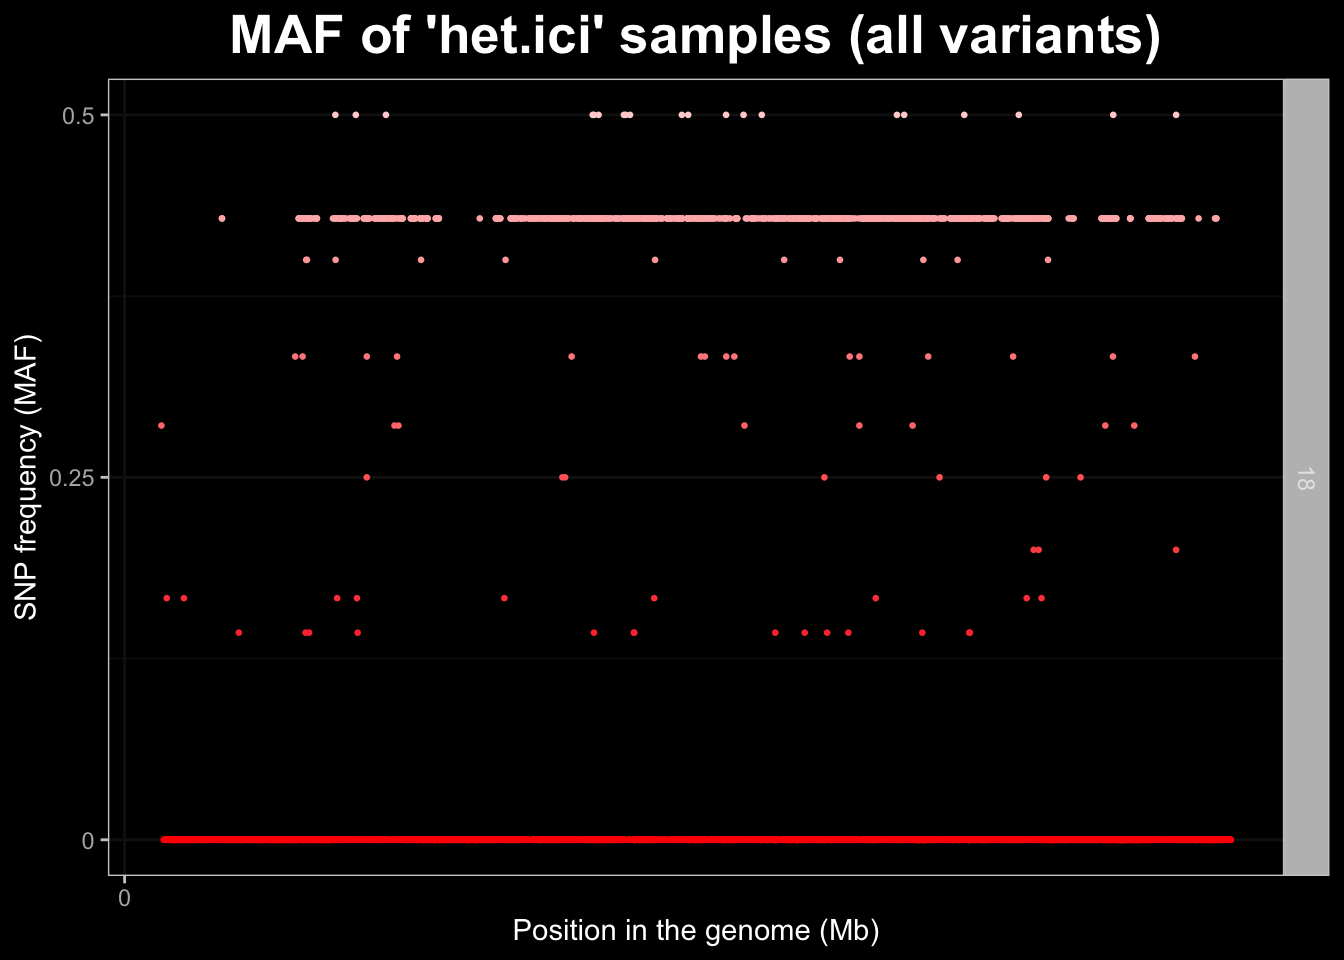 MAF of 'het.ici' samples (all variants)
0.5
0.25
0
SNP frequency (MAF)
18
0
Position in the genome (Mb)